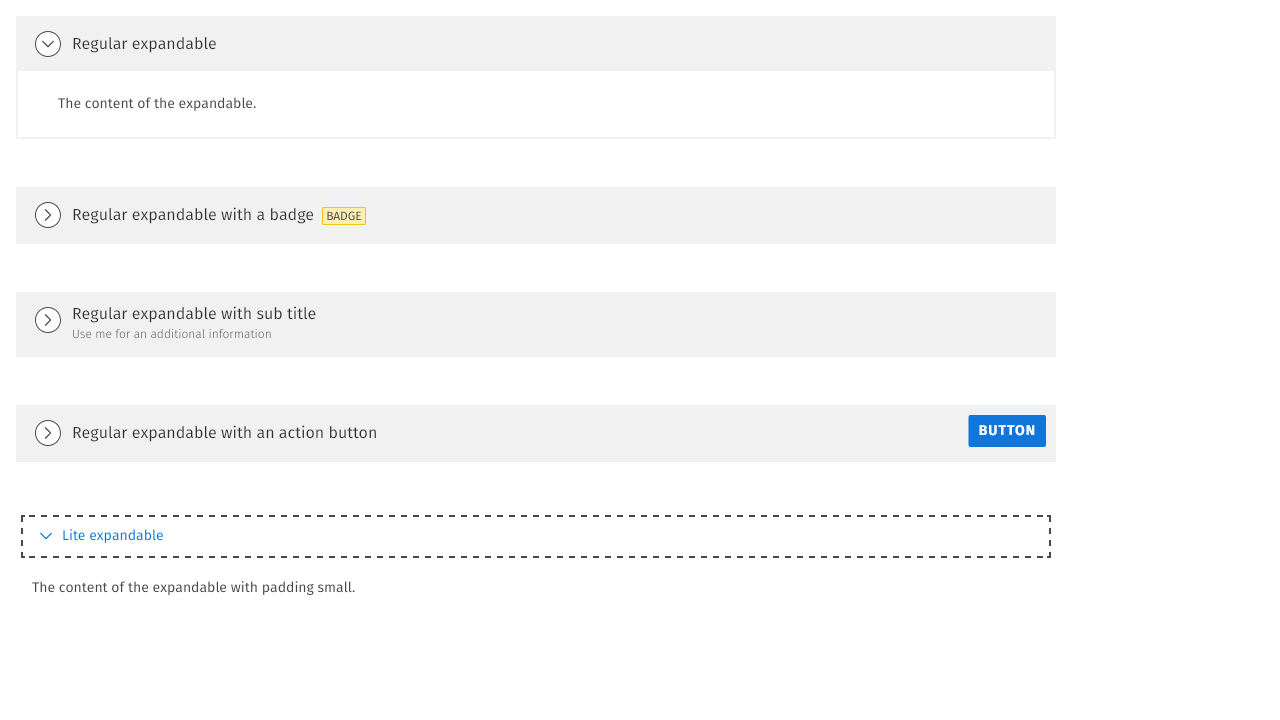 Regular expandable
The content of the expandable.
Regular expandable with a badge BADGE
Regular expandable with sub title
Use me for an additional information
Regular expandable with an action button BUTTON
Lite expandable
The content of the expandable with padding small.